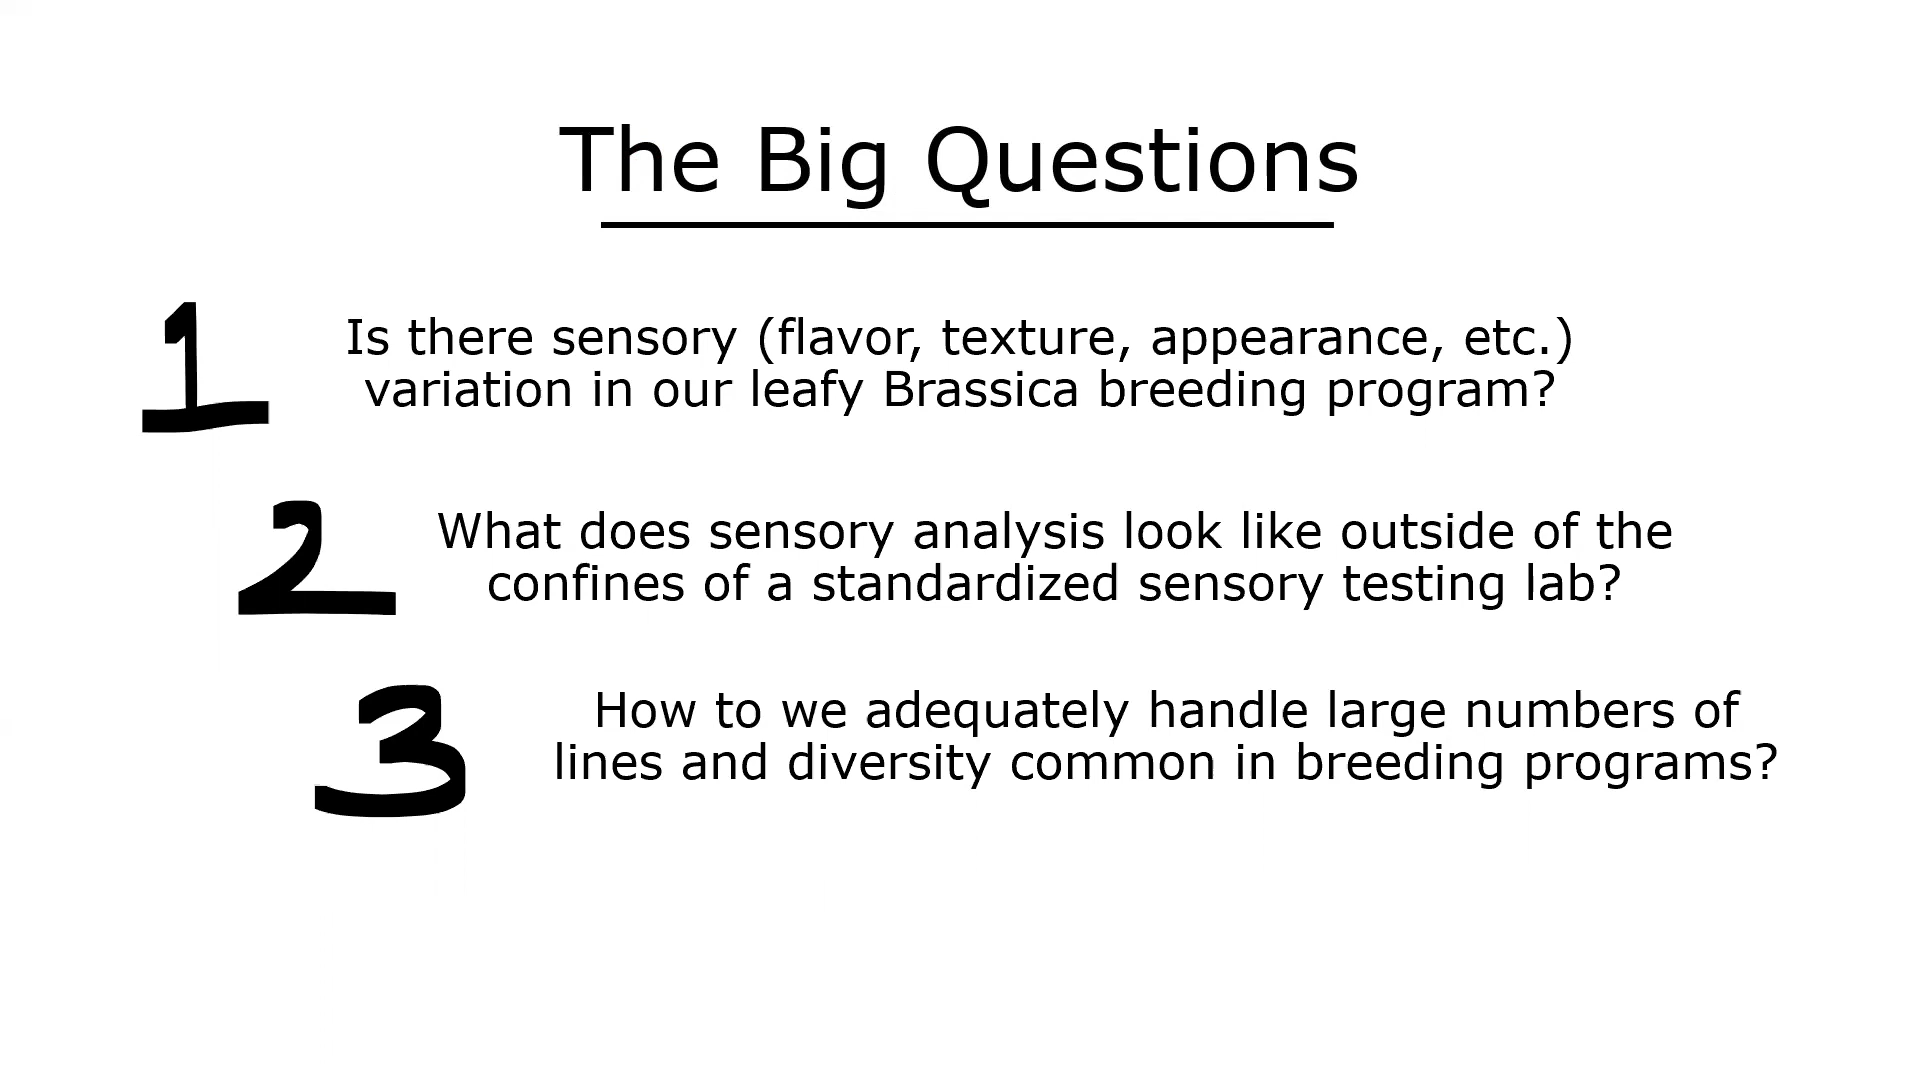 The Big Questions
1
Is there sensory (flavor, texture, appearance, etc.)
variation in our leafy Brassica breeding program?
2
What does sensory analysis look like outside of the
confines of a standardized sensory testing lab?
3
How to we adequately handle large numbers of
lines and diversity common in breeding programs?